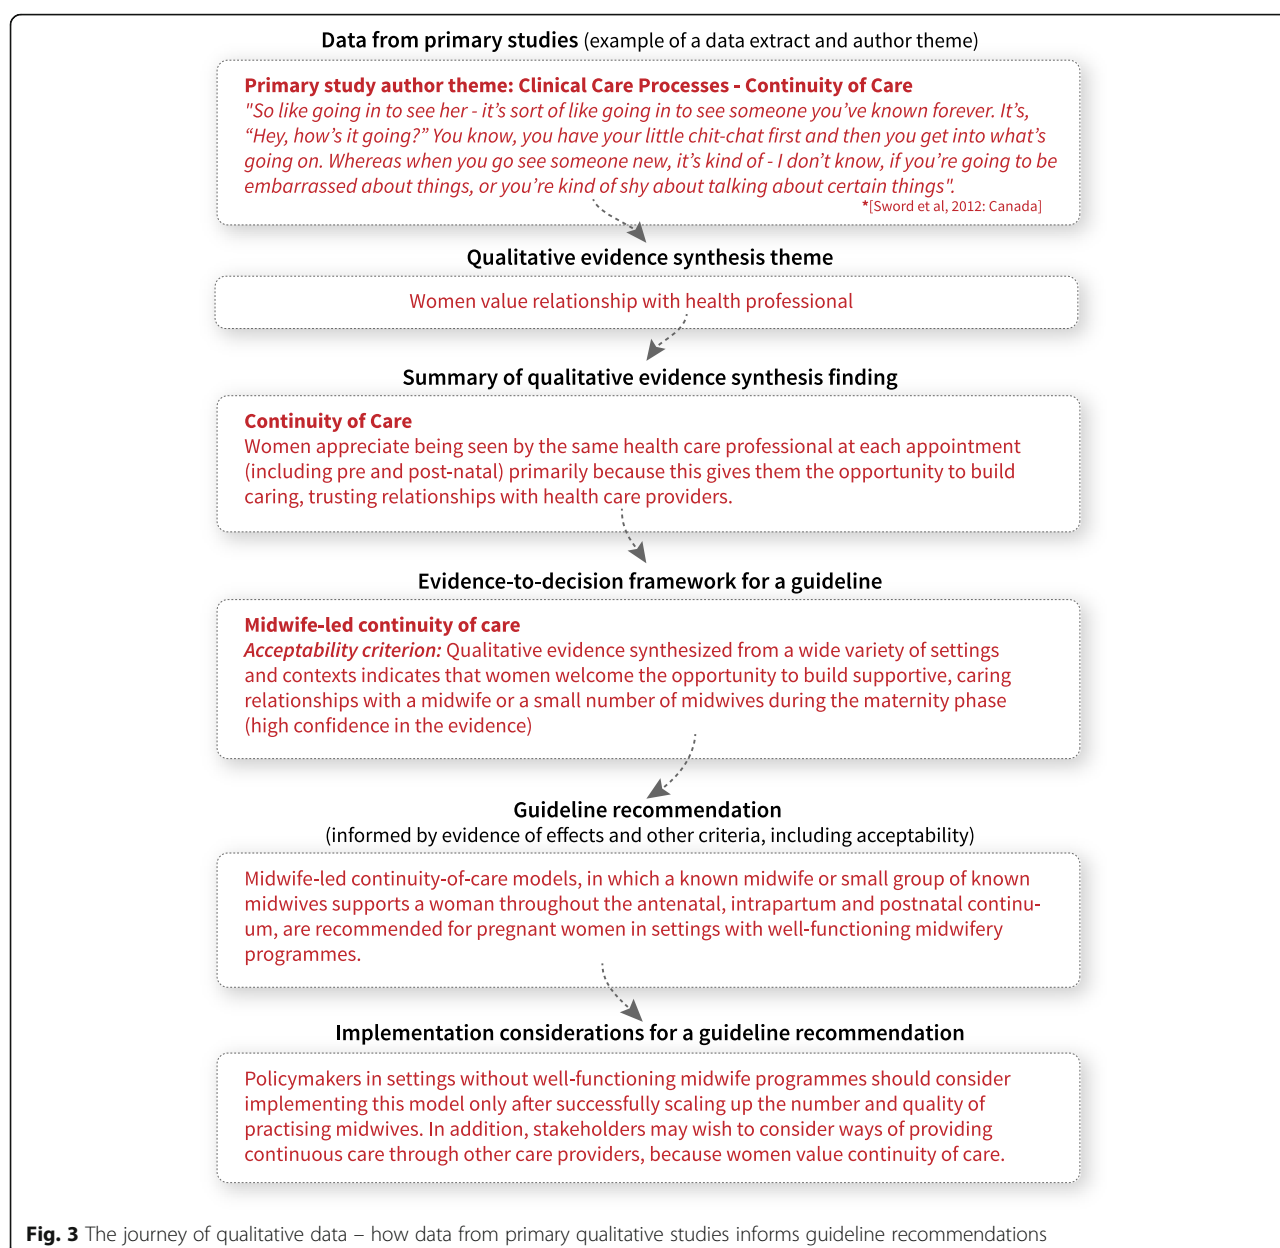 Data from primary studies (example of a data extract and author theme)
Primary study author theme: Clinical Care Processes - Continuity of Care
"So like going in to see her - it’s sort of like going in to see someone you’ve known forever. It’s,
“Hey, how’s it going?” You know, you have your little chit-chat first and then you get into what’s
going on. Whereas when you go see someone new, it’s kind of - I don’t know, if you’re going to be
embarrassed about things, or you’re kind of shy about talking about certain things".
*[Sword et al, 2012: Canada]
Qualitative evidence synthesis theme
Women value relationship with health professional
Summary of qualitative evidence synthesis finding
Continuity of Care
Women appreciate being seen by the same health care professional at each appointment
(including pre and post-natal) primarily because this gives them the opportunity to build
caring, trusting relationships with health care providers.
Evidence-to-decision framework for a guideline
Midwife-led continuity of care
Acceptability criterion: Qualitative evidence synthesized from a wide variety of settings
and contexts indicates that women welcome the opportunity to build supportive, caring
relationships with a midwife or a small number of midwives during the maternity phase
(high confidence in the evidence)
Guideline recommendation
(informed by evidence of effects and other criteria, including acceptability)
Midwife-led continuity-of-care models, in which a known midwife or small group of known
midwives supports a woman throughout the antenatal, intrapartum and postnatal continu-
um, are recommended for pregnant women in settings with well-functioning midwifery
programmes.
Implementation considerations for a guideline recommendation
Policymakers in settings without well-functioning midwife programmes should consider
implementing this model only after successfully scaling up the number and quality of
practising midwives. In addition, stakeholders may wish to consider ways of providing
continuous care through other care providers, because women value continuity of care.
Fig. 3 The journey of qualitative data – how data from primary qualitative studies informs guideline recommendations